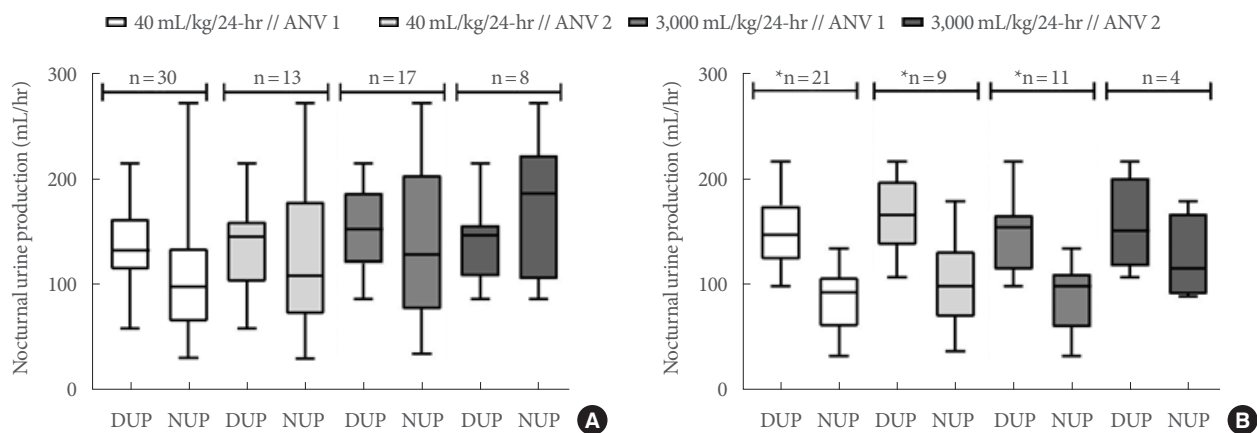 40 mL/kg/24-hr // ANV 1 40 mL/kg/24-hr // ANV 2 3,000 mL/kg/24-hr // ANV 1 3,000 mL/kg/24-hr // ANV 2
Nocturnal urine production (mL/hr)
300
200
100
0
n=30 n=13 n=17 n=8
DUP NUP DUP NUP DUP NUP DUP NUP
A
Nocturnal urine production (mL/hr)
300
200
100
0
*n=21 *n=9 *n=11 n=4
DUP NUP DUP NUP DUP NUP DUP NUP
B